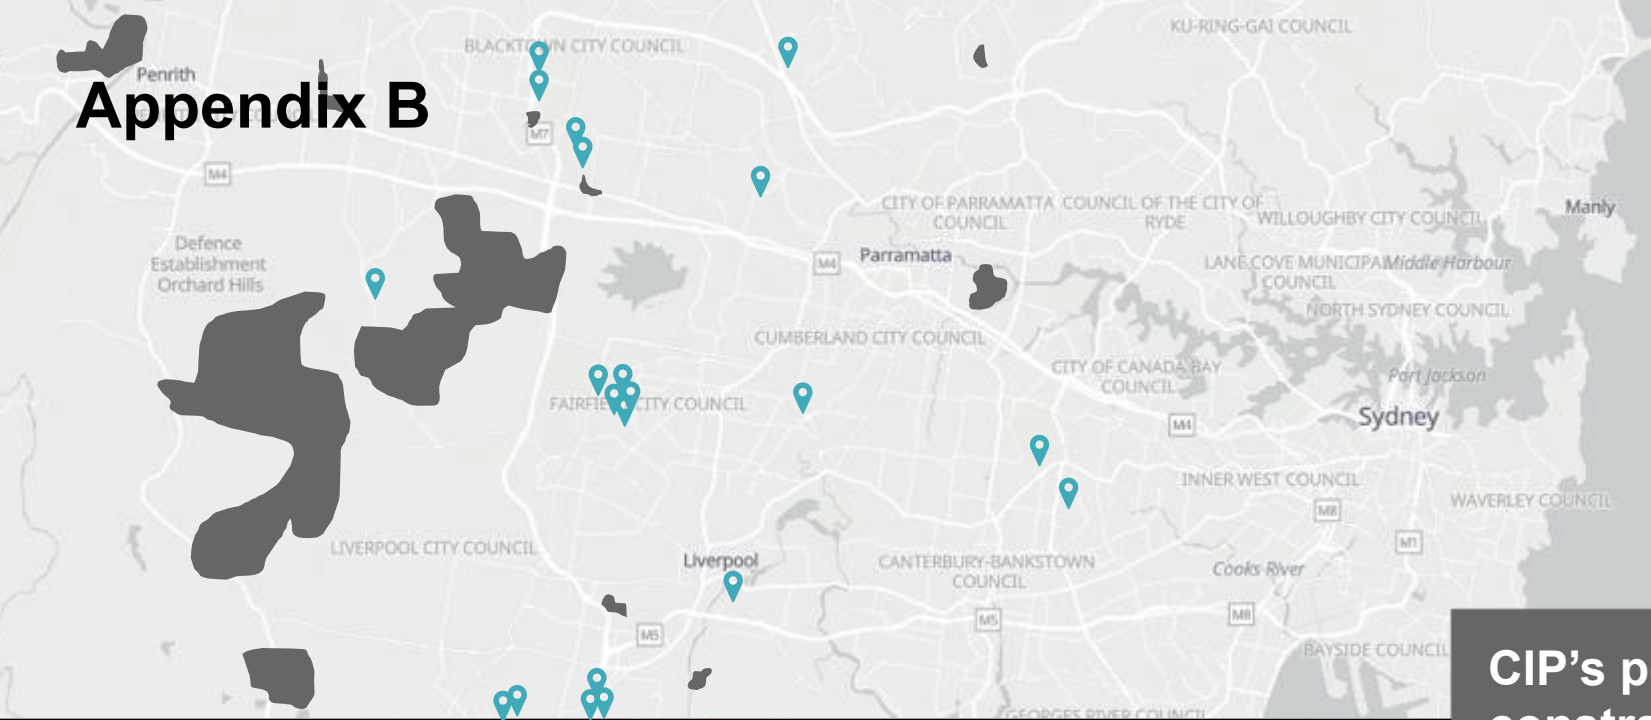 KU-RING-GAI COUNCIL
BLACKTOWN CITY COUNCIL
Penrith
Appendix B
M7
M4
CITY OF PARRAMATTA
COUNCIL
COUNCIL OF THE CITY OF
RYDE
WILLOUGHBY CITY COUNCIL
Manly
Defence
Establishment
Orchard Hills
M4
Parramatta
LANE COVE MUNICIPAL
COUNCIL
Middle Harbour
NORTH SYDNEY COUNCIL
CUMBERLAND CITY COUNCIL
CITY OF CANADA BAY
COUNCIL
Port Jackson
FAIRFIELD CITY COUNCIL
Sydney
M4
INNER WEST COUNCIL
WAVERLEY COUNCIL
M8
M1
LIVERPOOL CITY COUNCIL
Liverpool
CANTERBURY-BANKSTOWN
COUNCIL
Cooks River
M5
M8
M5
BAYSIDE COUNCIL
CIP’s p
GEORGES RIVER COUNCIL